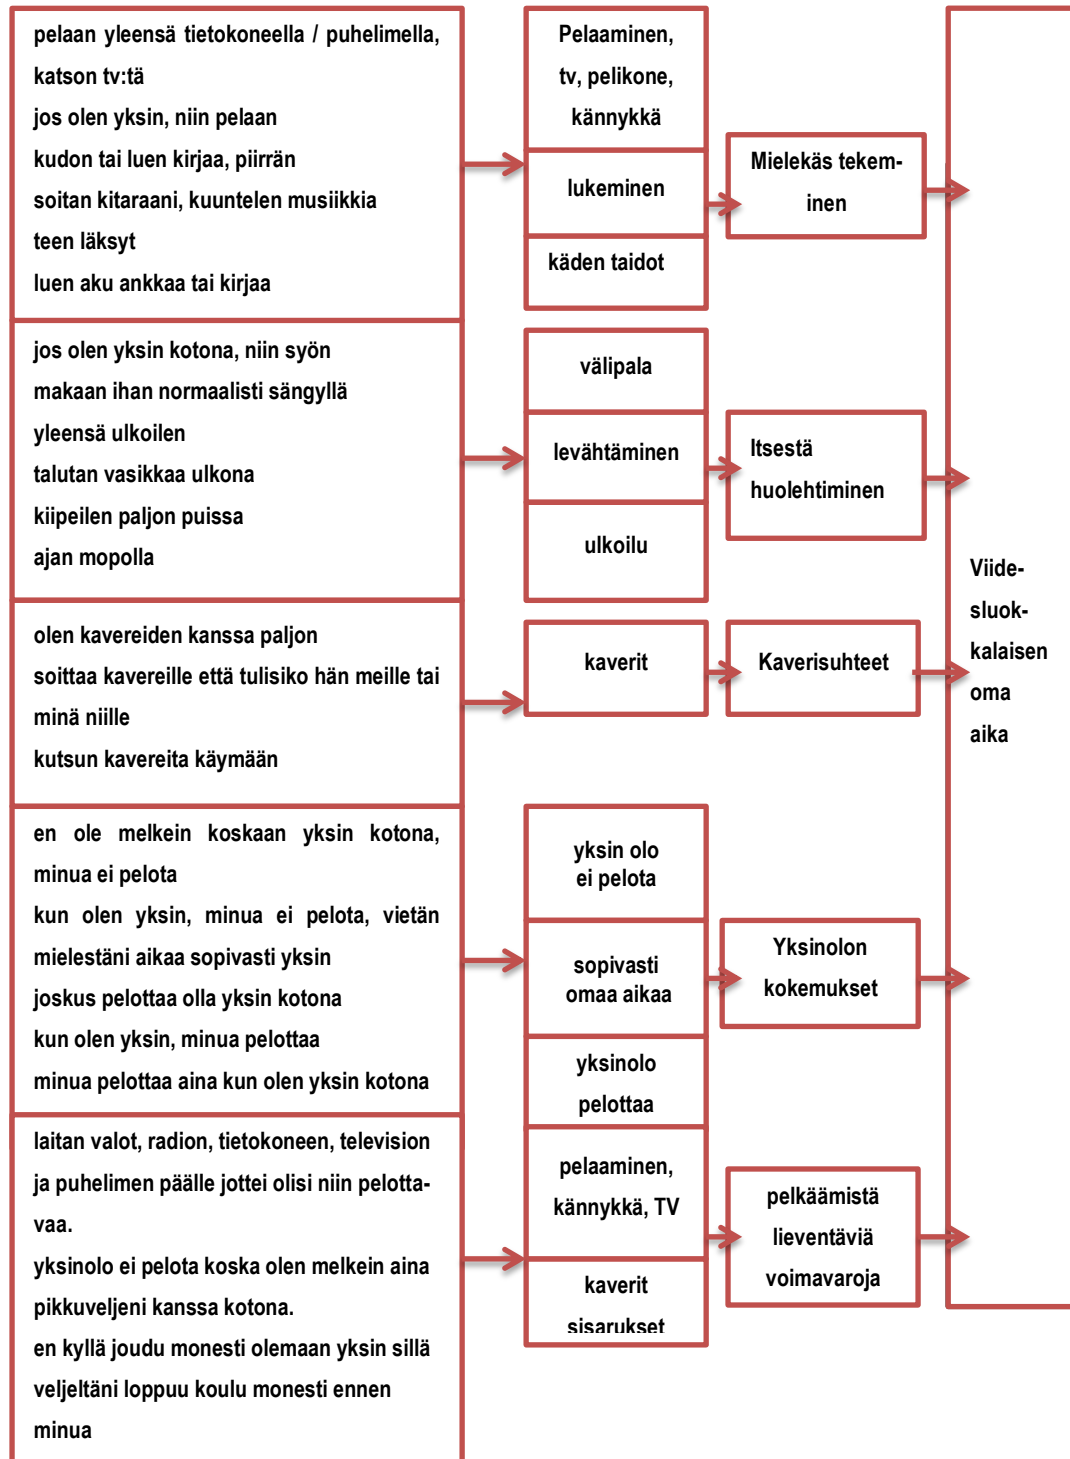 pelaan yleensä tietokoneella / puhelimella,
katson tv:tä
jos olen yksin, niin pelaan
kudon tai luen kirjaa, piirrän
soitan kitaraani, kuuntelen musiikkia
teen läksyt
luen aku ankkaa tai kirjaa
Pelaaminen,
tv, pelikone,
kännykkä
lukeminen
käden taidot
Mielekäs tekem-
inen
jos olen yksin kotona, niin syön
makaan ihan normaalisti sängyllä
yleensä ulkoilen
talutan vasikkaa ulkona
kiipeilen paljon puissa
ajan mopolla
välipala
levähtäminen
ulkoilu
Itsestä
huolehtiminen
olen kavereiden kanssa paljon
soittaa kavereille että tulisiko hän meille tai
minä niille
kutsun kavereita käymään
kaverit
Kaverisuhteet
en ole melkein koskaan yksin kotona,
minua ei pelota
kun olen yksin, minua ei pelota, vietän
mielestäni aikaa sopivasti yksin
joskus pelottaa olla yksin kotona
kun olen yksin, minua pelottaa
minua pelottaa aina kun olen yksin kotona
yksin olo
ei pelota
sopivasti
omaa aikaa
yksinolo
pelottaa
Yksinolon
kokemukset
laitan valot, radion, tietokoneen, television
ja puhelimen päälle jottei olisi niin pelotta-
vaa.
yksinolo ei pelota koska olen melkein aina
pikkuveljeni kanssa kotona.
en kyllä joudu monesti olemaan yksin sillä
veljeltäni loppuu koulu monesti ennen
minua
pelaaminen,
kännykkä, TV
kaverit
sisarukset
pelkäämistä
lieventäviä
voimavaroja
Viide-
sluok-
kalaisen
oma
aika